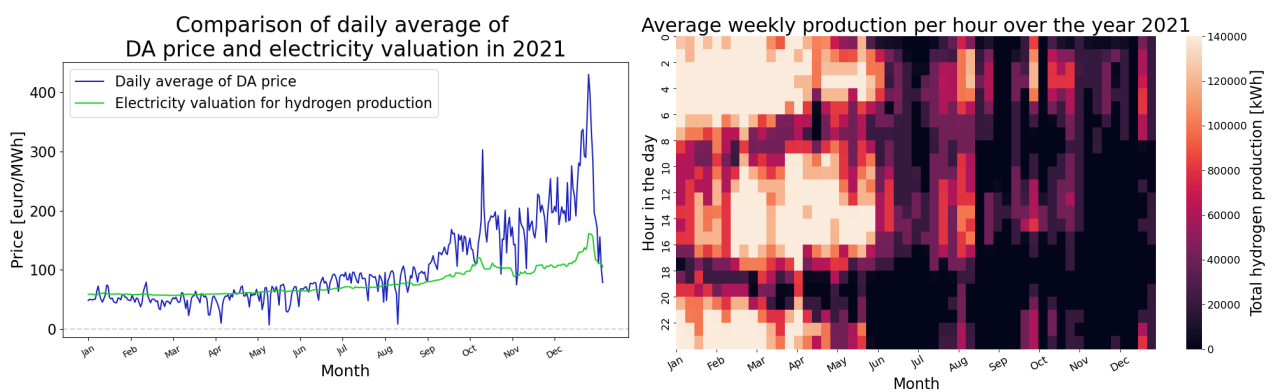 Comparison of daily average of
DA price and electricity valuation in 2021
Daily average of DA price
Electricity valuation for hydrogen production
Price [euro/MWh]
400
300
200
100
0
Jan Feb Mar Apr May Jun Jul Aug Sep Oct Nov Dec
Month
Average weekly production per hour over the year 2021
Hour in the day
0
2
4
6
8
10
12
14
16
18
20
22
Jan Feb Mar Apr May Jun Jul Aug Sep Oct Nov Dec
Month
140000
120000
100000
80000
60000
40000
20000
0
Total hydrogen production [kWh]